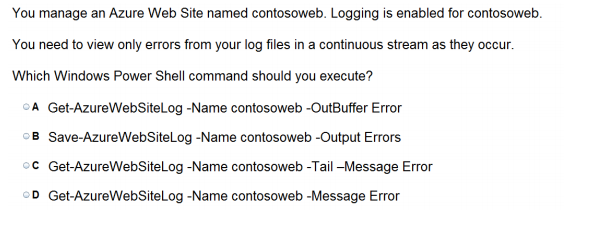 You manage an Azure Web Site named contosoweb. Logging is enabled for contosoweb.
You need to view only errors from your log files in a continuous stream as they occur.
Which Windows Power Shell command should you execute?
A Get-AzureWebSiteLog -Name contosoweb -OutBuffer Error
B Save-AzureWebSiteLog -Name contosoweb -Output Errors
C Get-AzureWebSiteLog -Name contosoweb -Tail –Message Error
D Get-AzureWebSiteLog -Name contosoweb -Message Error